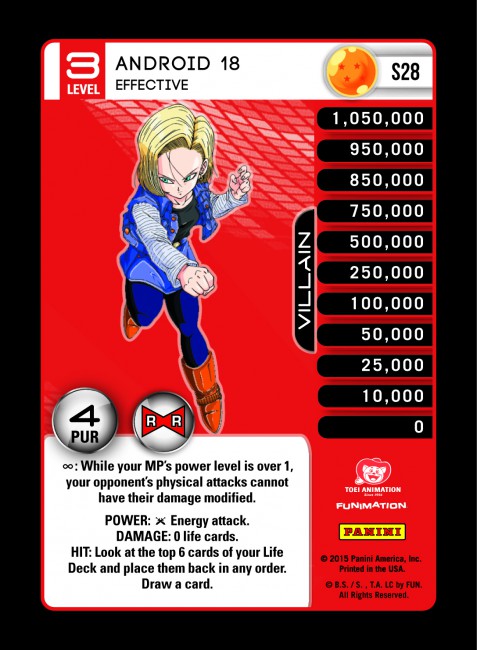 3
LEVEL
ANDROID 18
EFFECTIVE
S28
1,050,000
950,000
850,000
750,000
500,000
250,000
100,000
50,000
25,000
10,000
0
VILLAIN
4
PUR
R R
∞: While your MP's power level is over 1,
your opponent's physical attacks cannot
have their damage modified.
POWER: Energy attack.
DAMAGE: 0 life cards.
HIT: Look at the top 6 cards of your Life
Deck and place them back in any order.
Draw a card.
TOEI ANIMATION
Since 1956
FUNIMATION
PANINI
© 2015 Panini America, Inc.
Printed in the USA.
© B.S. / S. , T.A. LC by FUN.
All Rights Reserved.